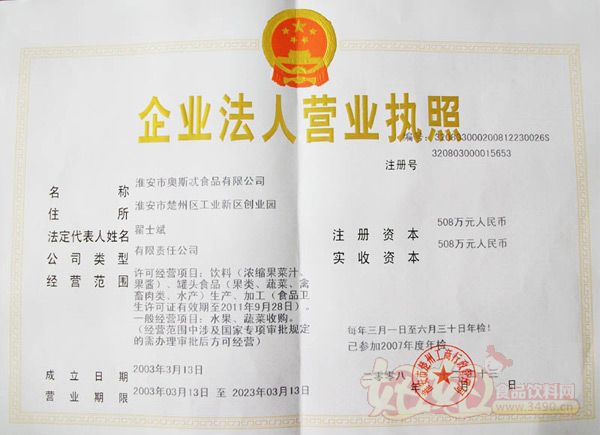 企业法人营业执照
编号：320803000200812230026S
注册号 320803000015653
名称 淮安市奥斯忒食品有限公司
住所 淮安市楚州区工业新区创业园
法定代表人姓名 翟士斌
公司类型 有限责任公司
注册资本 508万元人民币
实收资本 508万元人民币
经营范围 许可经营项目：饮料（浓缩果菜汁、
果酱）、罐头食品（果类、蔬菜、禽
畜肉类、水产）生产、加工（食品卫
生许可证有效期至2011年9月28日）。
一般经营项目：水果、蔬菜收购。
（经营范围中涉及国家专项审批规定
的需办理审批后方可经营）
成立日期 2003年3月13日
营业期限 2003年03月13日 至 2023年03月13日
每年三月一日至六月三十日年检！
已参加2007年度年检
二00八年 月 十三日
淮安市楚州工商行政管理局
食品饮料网
www.3490.cn